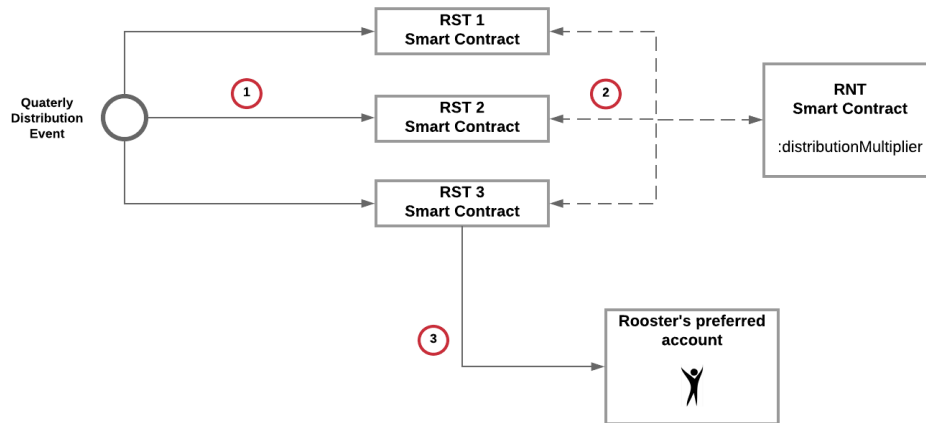 RST 1
Smart Contract
1
2
Quaterly
Distribution
Event
RST 2
Smart Contract
RNT
Smart Contract
:distributionMultiplier
RST 3
Smart Contract
3
Rooster's preferred
account